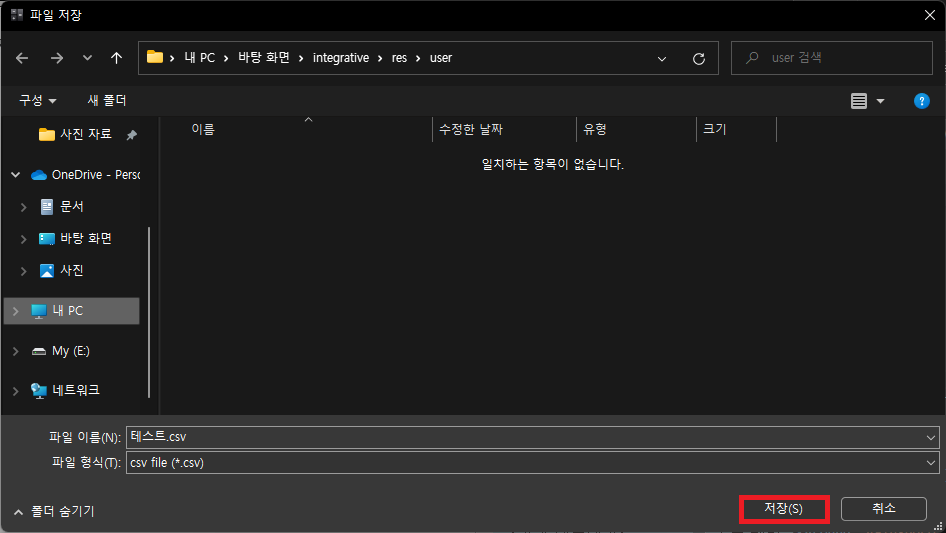 파일 저장
내 PC 바탕 화면 integrative res user
user 검색
구성 새 폴더
이름 수정한 날짜 유형 크기
일치하는 항목이 없습니다.
사진 자료
OneDrive - Perso
문서
바탕 화면
사진
내 PC
My (E:)
네트워크
파일 이름(N): 테스트.csv
파일 형식(T): csv file (*.csv)
폴더 숨기기
저장(S) 취소